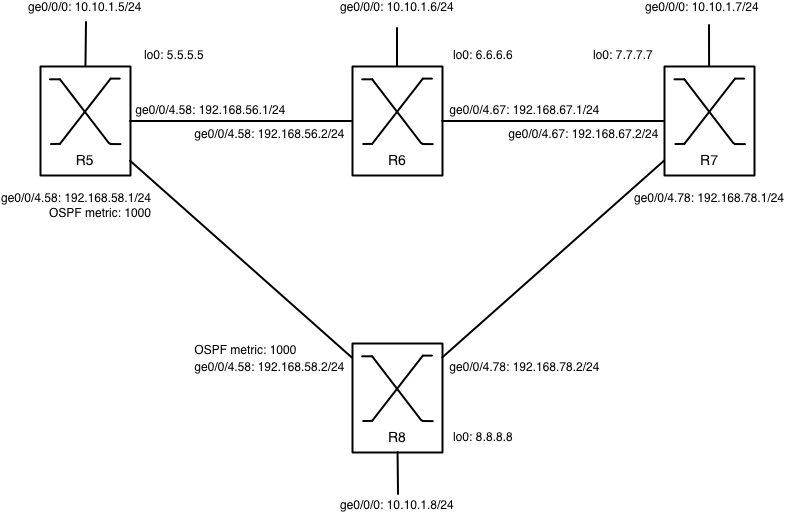 ge0/0/0: 10.10.1.5/24
ge0/0/0: 10.10.1.6/24
ge0/0/0: 10.10.1.7/24
lo0: 5.5.5.5
lo0: 6.6.6.6
lo0: 7.7.7.7
ge0/0/4.58: 192.168.56.1/24
ge0/0/4.58: 192.168.56.2/24
ge0/0/4.67: 192.168.67.1/24
ge0/0/4.67: 192.168.67.2/24
R5
R6
R7
ge0/0/4.58: 192.168.58.1/24
OSPF metric: 1000
ge0/0/4.78: 192.168.78.1/24
OSPF metric: 1000
ge0/0/4.58: 192.168.58.2/24
ge0/0/4.78: 192.168.78.2/24
R8
lo0: 8.8.8.8
ge0/0/0: 10.10.1.8/24